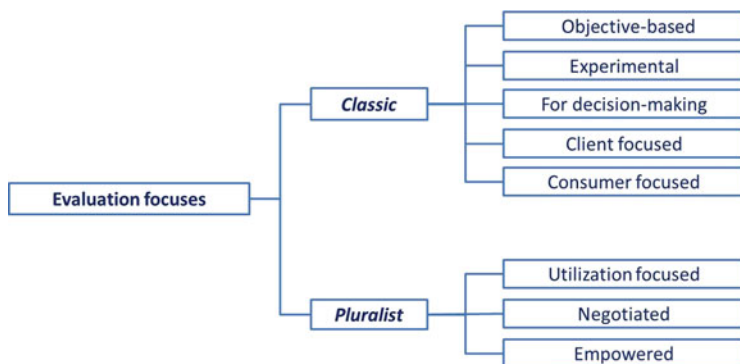 Evaluation focuses
Classic
Objective-based
Experimental
For decision-making
Client focused
Consumer focused
Pluralist
Utilization focused
Negotiated
Empowered